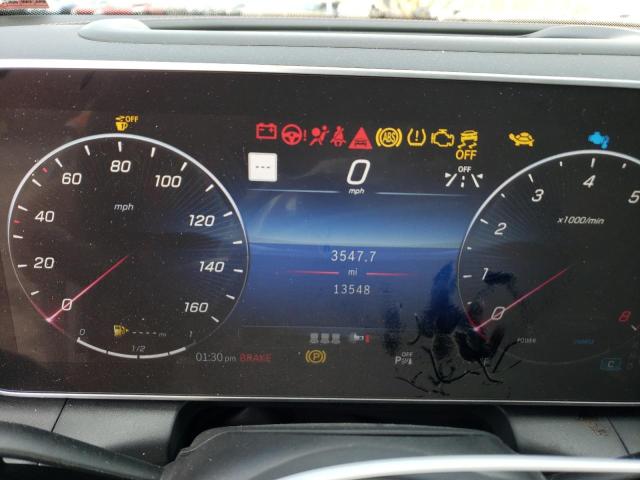 OFF
ABS
OFF
60 80 100
40 120
20 140
0 160
mph
0 1/2 1
---
0
mph
3547.7
mi
13548
01:30 pm BRAKE
P
OFF
P
5
4
3
2
1
0
x1000/min
POWER
C